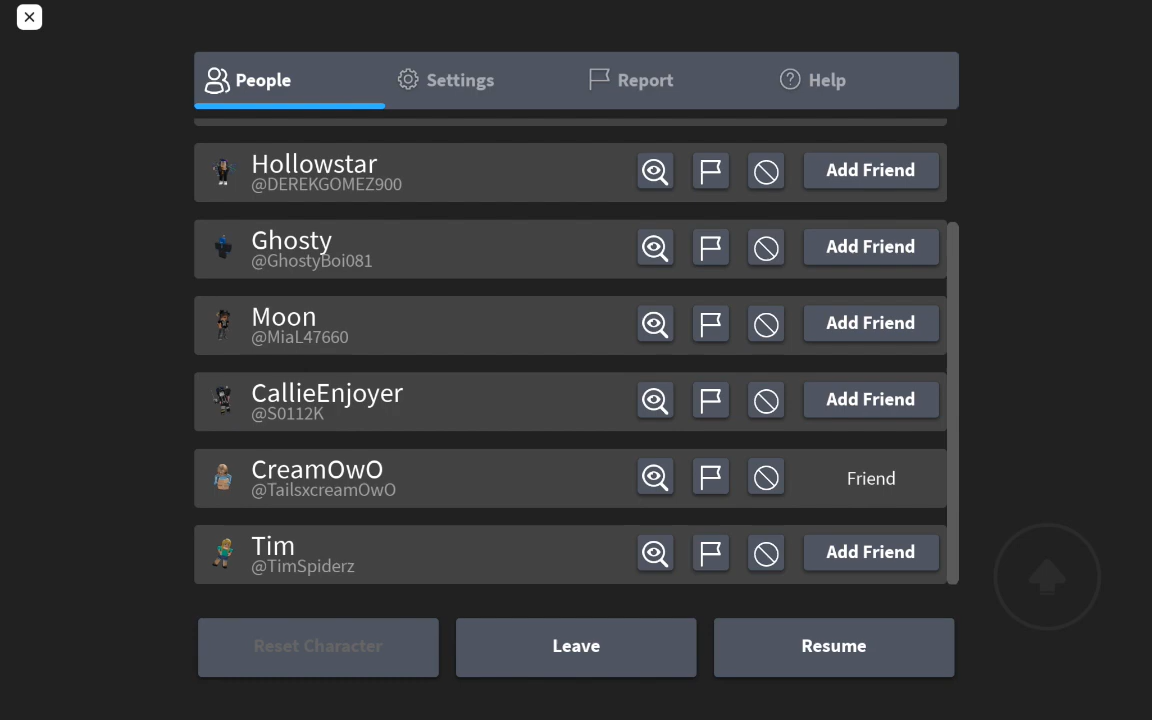 People
Settings
Report
Help
Hollowstar
@DEREKGOMEZ900
Add Friend
Ghosty
@GhostyBoi081
Add Friend
Moon
@MiaL47660
Add Friend
CallieEnjoyer
@S0112K
Add Friend
CreamOwO
@TailsxcreamOwO
Friend
Tim
@TimSpiderz
Add Friend
Reset Character
Leave
Resume